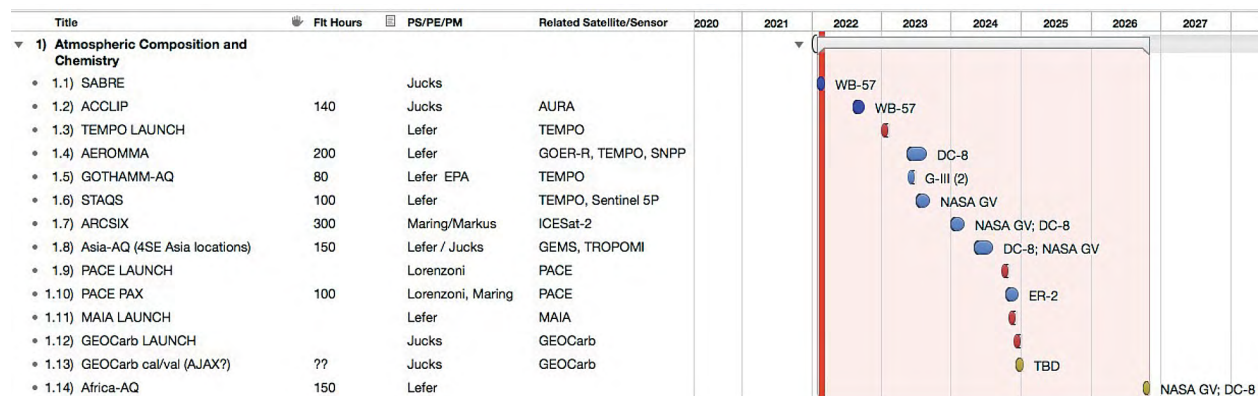 Title Flt Hours PS/PE/PM Related Satellite/Sensor 2020 2021 2022 2023 2024 2025 2026 2027
1) Atmospheric Composition and
Chemistry
1.1) SABRE Jucks WB-57
1.2) ACCLIP 140 Jucks AURA WB-57
1.3) TEMPO LAUNCH Lefer TEMPO
1.4) AEROMMA 200 Lefer GOER-R, TEMPO, SNPP DC-8
1.5) GOTHAMM-AQ 80 Lefer EPA TEMPO G-III (2)
1.6) STAQS 100 Lefer TEMPO, Sentinel 5P NASA GV
1.7) ARCSIX 300 Maring/Markus ICESat-2 NASA GV; DC-8
1.8) Asia-AQ (4SE Asia locations) 150 Lefer / Jucks GEMS, TROPOMI DC-8; NASA GV
1.9) PACE LAUNCH Lorenzoni PACE
1.10) PACE PAX 100 Lorenzoni, Maring PACE ER-2
1.11) MAIA LAUNCH Lefer MAIA
1.12) GEOCarb LAUNCH Jucks GEOCarb
1.13) GEOCarb cal/val (AJAX?) ?? Jucks GEOCarb TBD
1.14) Africa-AQ 150 Lefer NASA GV; DC-8